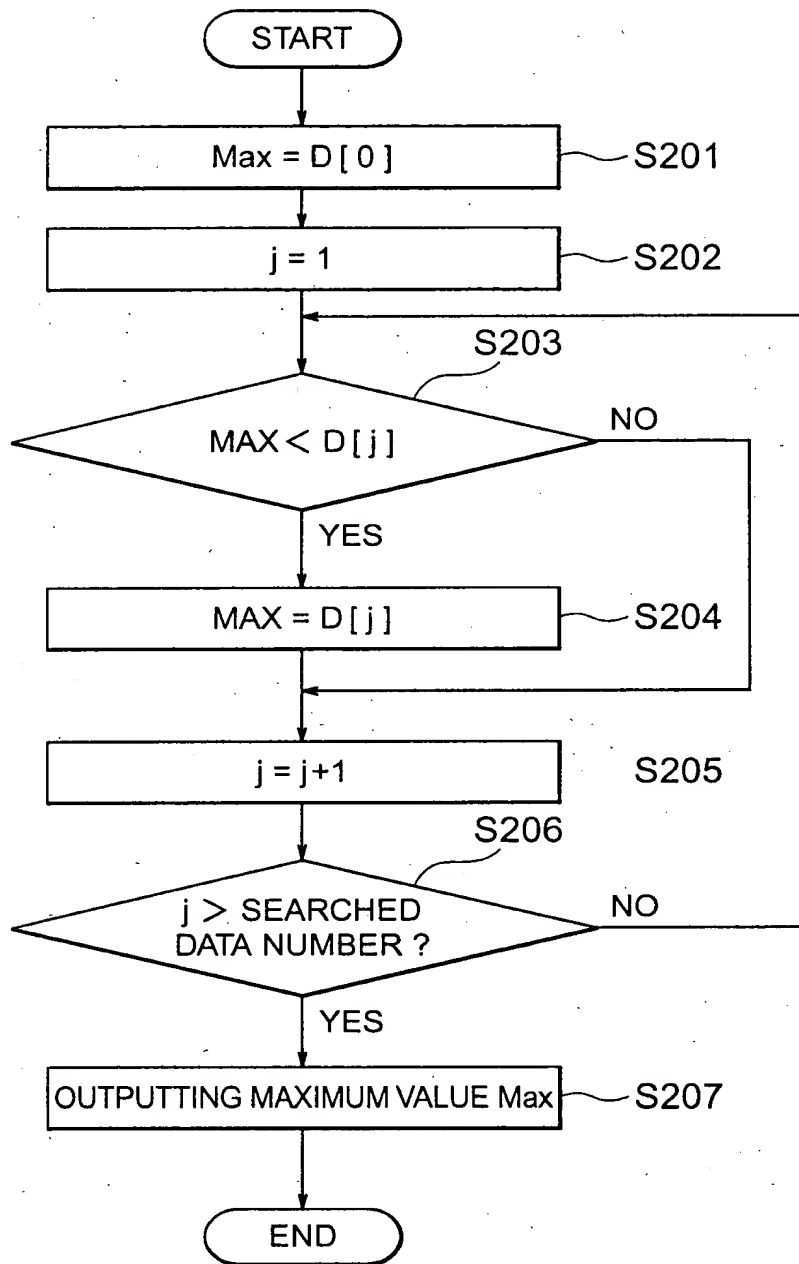 START
Max = D [ 0 ]
S201
j = 1
S202
S203
MAX < D [ j ]
NO
YES
MAX = D [ j ]
S204
j = j+1
S205
S206
j > SEARCHED
DATA NUMBER ?
NO
YES
OUTPUTTING MAXIMUM VALUE Max
S207
END